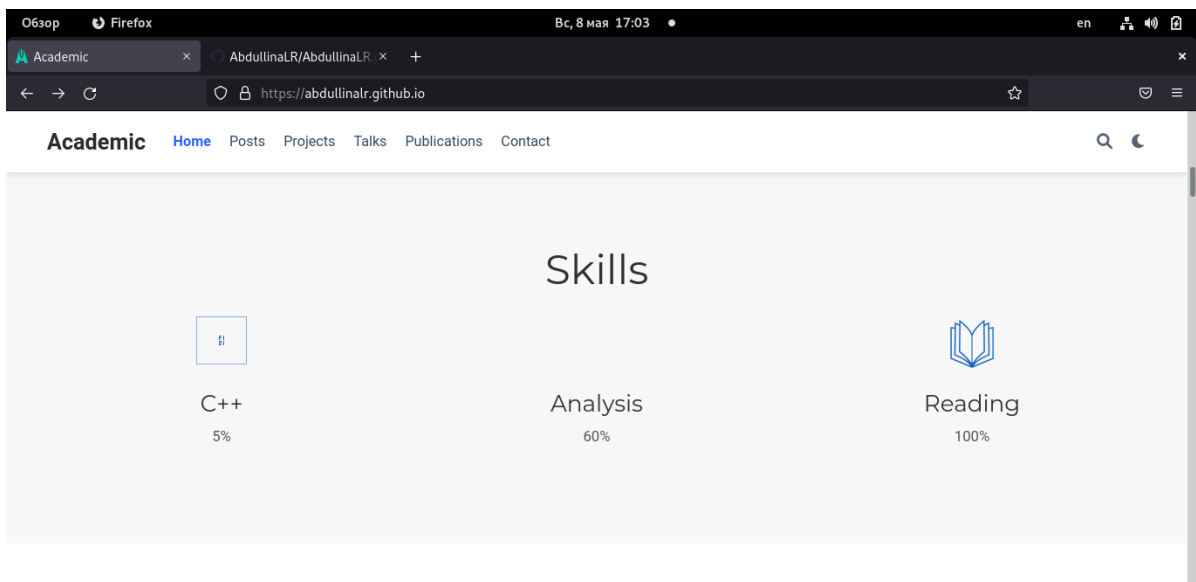 Обзор Firefox Вс, 8 мая 17:03 en
Academic AbdullinaLR/AbdullinaLR.
https://abdullinalr.github.io
Academic Home Posts Projects Talks Publications Contact
Skills
C++ Analysis Reading
5% 60% 100%